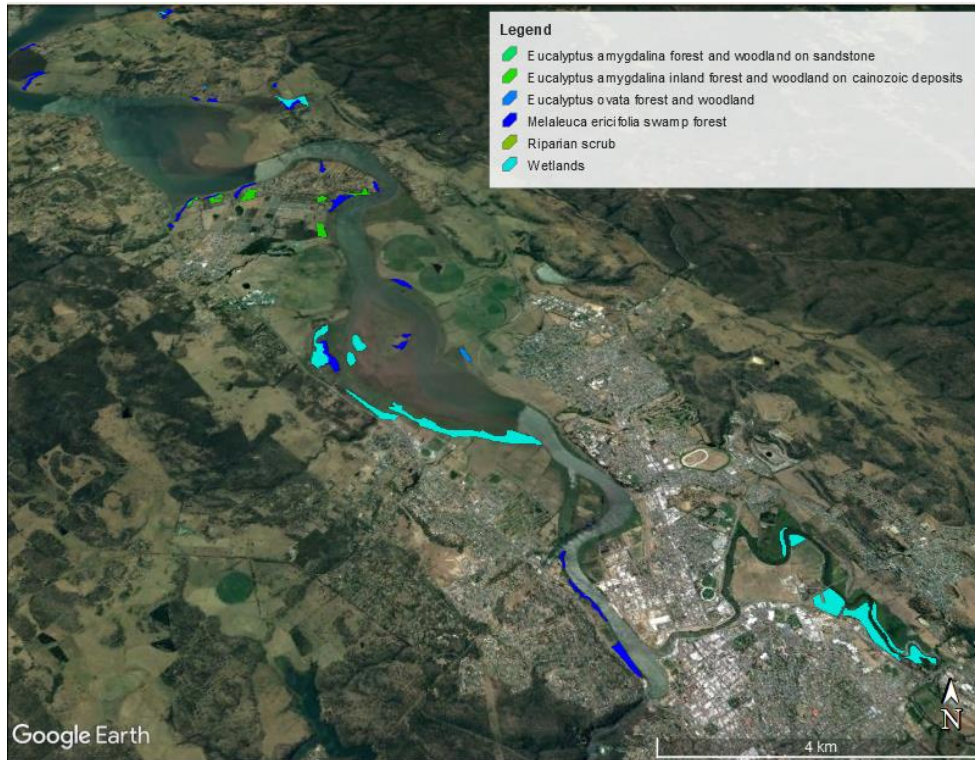 Legend
Eucalyptus amygdalina forest and woodland on sandstone
Eucalyptus amygdalina inland forest and woodland on cainozoic deposits
Eucalyptus ovata forest and woodland
Melaleuca ericifolia swamp forest
Riparian scrub
Wetlands
N
Google Earth
4 km